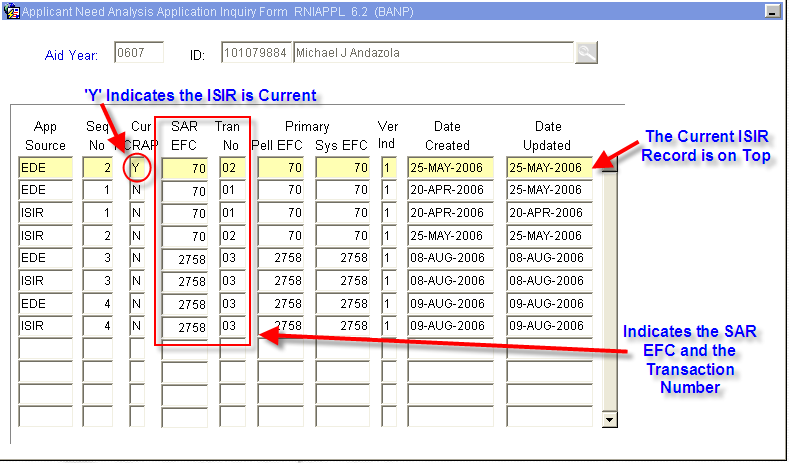 Applicant Need Analysis Application Inquiry Form RNIAPPL 6.2 (BANP)
Aid Year: 0607 ID: 101079884 Michael J Andazola
'Y' Indicates the ISIR is Current
App Seq Cur SAR Tran Primary Ver Date Date
Source No CRAP EFC No Pell EFC Sys EFC Ind Created Updated
EDE 2 Y 70 02 70 70 1 25-MAY-2006 25-MAY-2006
EDE 1 N 70 01 70 70 1 20-APR-2006 25-MAY-2006
ISIR 1 N 70 01 70 70 1 20-APR-2006 20-APR-2006
ISIR 2 N 70 02 70 70 1 25-MAY-2006 25-MAY-2006
EDE 3 N 2758 03 2758 2758 1 08-AUG-2006 08-AUG-2006
ISIR 3 N 2758 03 2758 2758 1 08-AUG-2006 08-AUG-2006
EDE 4 N 2758 03 2758 2758 1 09-AUG-2006 09-AUG-2006
ISIR 4 N 2758 03 2758 2758 1 09-AUG-2006 09-AUG-2006
The Current ISIR
Record is on Top
Indicates the SAR
EFC and the
Transaction
Number